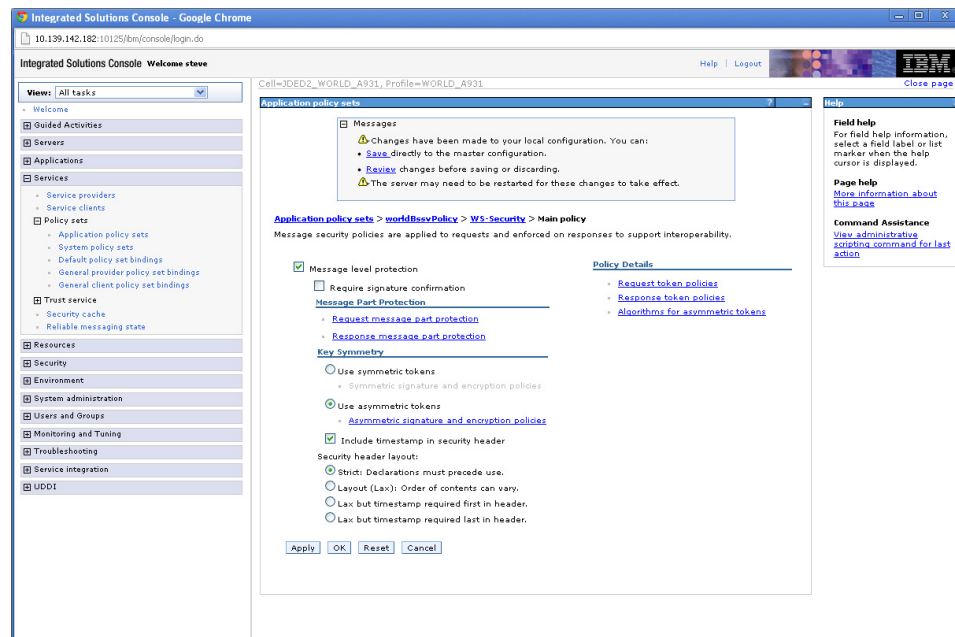 Integrated Solutions Console - Google Chrome
10.139.142.182:10125/ibm/console/login.do
Integrated Solutions Console Welcome steve
Help | Logout
IBM
View: All tasks
Welcome
Guided Activities
Servers
Applications
Services
Service providers
Service clients
Policy sets
Application policy sets
System policy sets
Default policy set bindings
General provider policy set bindings
General client policy set bindings
Trust service
Security cache
Reliable messaging state
Resources
Security
Environment
System administration
Users and Groups
Monitoring and Tuning
Troubleshooting
Service integration
UDDI
Cell=JDED2_WORLD_A931, Profile=WORLD_A931
Close page
Application policy sets
? -
Messages
Changes have been made to your local configuration. You can:
• Save directly to the master configuration.
• Review changes before saving or discarding.
The server may need to be restarted for these changes to take effect.
Application policy sets > worldBssvPolicy > WS-Security > Main policy
Message security policies are applied to requests and enforced on responses to support interoperability.
Message level protection
Require signature confirmation
Message Part Protection
Request message part protection
Response message part protection
Key Symmetry
Use symmetric tokens
Symmetric signature and encryption policies
Use asymmetric tokens
Asymmetric signature and encryption policies
Include timestamp in security header
Security header layout:
Strict: Declarations must precede use.
Layout (Lax): Order of contents can vary.
Lax but timestamp required first in header.
Lax but timestamp required last in header.
Apply OK Reset Cancel
Policy Details
Request token policies
Response token policies
Algorithms for asymmetric tokens
Help
Field help
For field help information,
select a field label or list
marker when the help
cursor is displayed.
Page help
More information about
this page
Command Assistance
View administrative
scripting command for last
action